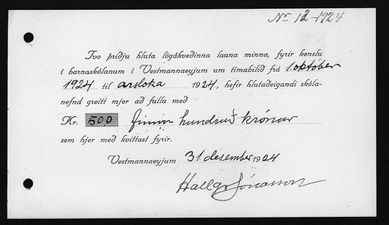 No 12 - 1924
Tvo þriðju hluta lögákveðinna launa minna, fyrir kenslu
í barnaskólanum í Vestmannaeyjum um tímabilið frá 1. október
1924 til ársloka 1924, hefir hlutaðeigandi skóla-
nefnd greitt mjer að fullu með
Kr. 500 fimm hundruð krónur
sem hjer með kvittast fyrir.
Vestmannaeyjum 31. desember 1924
Hallgr. Jónasson